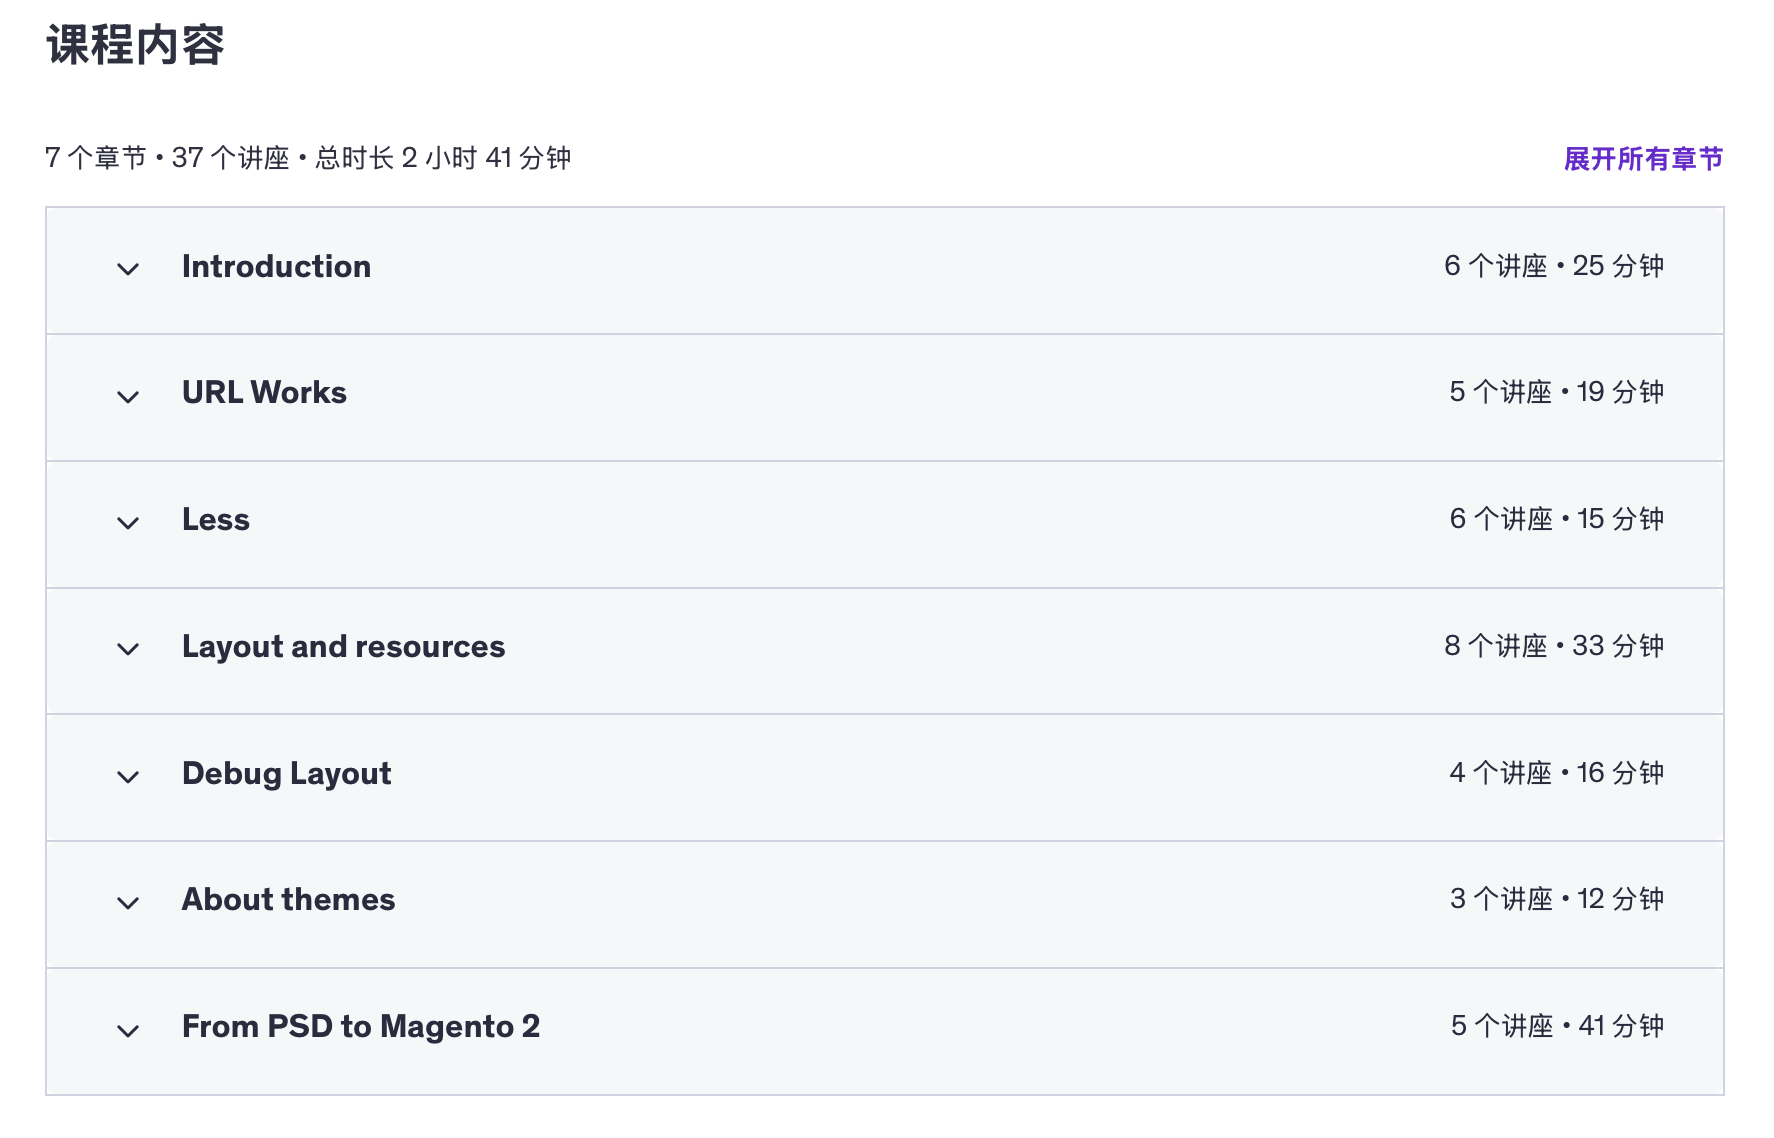 课程内容
7 个章节 • 37 个讲座 • 总时长 2 小时 41 分钟
展开所有章节
Introduction
6 个讲座 • 25 分钟
URL Works
5 个讲座 • 19 分钟
Less
6 个讲座 • 15 分钟
Layout and resources
8 个讲座 • 33 分钟
Debug Layout
4 个讲座 • 16 分钟
About themes
3 个讲座 • 12 分钟
From PSD to Magento 2
5 个讲座 • 41 分钟